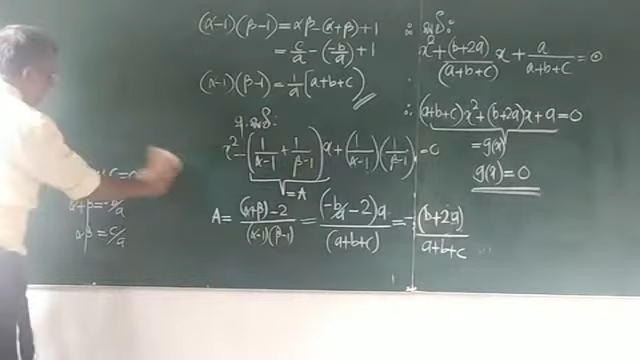 (α-1)(β-1) = αβ - (α+β) + 1
= c/a - (-b/a) + 1
(α-1)(β-1) = 1/a [a+b+c]
x² - (1/(α-1) + 1/(β-1)) x + (1/(α-1)) (1/(β-1)) = 0
= A
A = ((α+β) - 2)/((α-1)(β-1)) = ((-b/a - 2)a)/((a+b+c)) = -(b+2a)/(a+b+c)
α+β = -b/a
αβ = c/a
x² + (b+2a)/(a+b+c) x + a/(a+b+c) = 0
∴ (a+b+c)x² + (b+2a)x + a = 0
= g(x)
g(x) = 0